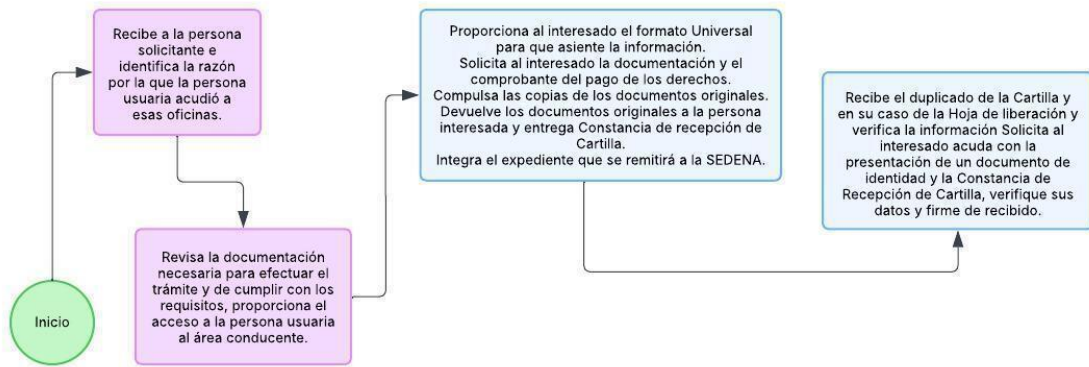 Inicio
Recibe a la persona
solicitante e
identifica la razón
por la que la persona
usuaria acudió a
esas oficinas.
Revisa la documentación
necesaria para efectuar el
trámite y de cumplir con los
requisitos, proporciona el
acceso a la persona usuaria
al área conducente.
Proporciona al interesado el formato Universal
para que asiente la información.
Solicita al interesado la documentación y el
comprobante del pago de los derechos.
Compulsa las copias de los documentos originales.
Devuelve los documentos originales a la persona
interesada y entrega Constancia de recepción de
Cartilla.
Integra el expediente que se remitirá a la SEDENA.
Recibe el duplicado de la Cartilla y
en su caso de la Hoja de liberación y
verifica la información Solicita al
interesado acuda con la
presentación de un documento de
identidad y la Constancia de
Recepción de Cartilla, verifique sus
datos y firme de recibido.